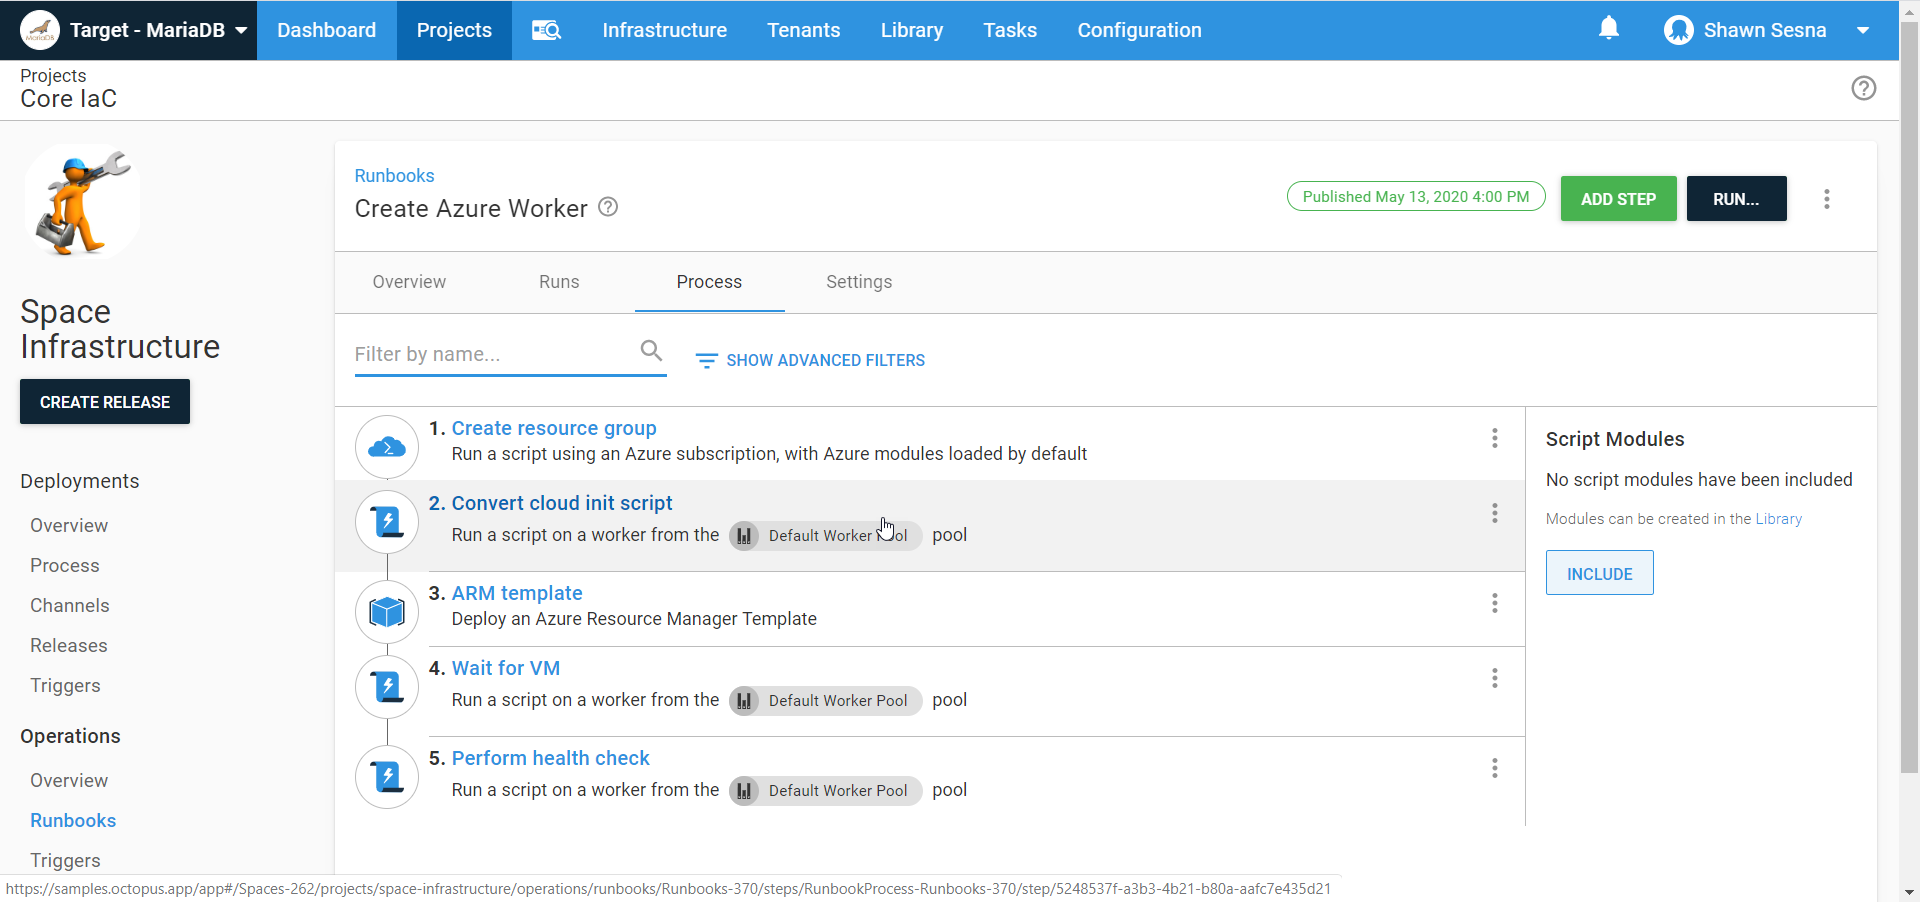 MariaDB Target - MariaDB Dashboard Projects Infrastructure Tenants Library Tasks Configuration Shawn Sesna
Projects
Core IaC
Runbooks
Create Azure Worker
Published May 13, 2020 4:00 PM ADD STEP RUN...
Overview Runs Process Settings
Filter by name... SHOW ADVANCED FILTERS
Space
Infrastructure
CREATE RELEASE
Deployments
Overview
Process
Channels
Releases
Triggers
Operations
Overview
Runbooks
Triggers
1. Create resource group
Run a script using an Azure subscription, with Azure modules loaded by default
2. Convert cloud init script
Run a script on a worker from the Default Worker Pool pool
3. ARM template
Deploy an Azure Resource Manager Template
4. Wait for VM
Run a script on a worker from the Default Worker Pool pool
5. Perform health check
Run a script on a worker from the Default Worker Pool pool
Script Modules
No script modules have been included
Modules can be created in the Library
INCLUDE
https://samples.octopus.app/app#/Spaces-262/projects/space-infrastructure/operations/runbooks/Runbooks-370/steps/RunbookProcess-Runbooks-370/step/5248537f-a3b3-4b21-b80a-aafc7e435d21